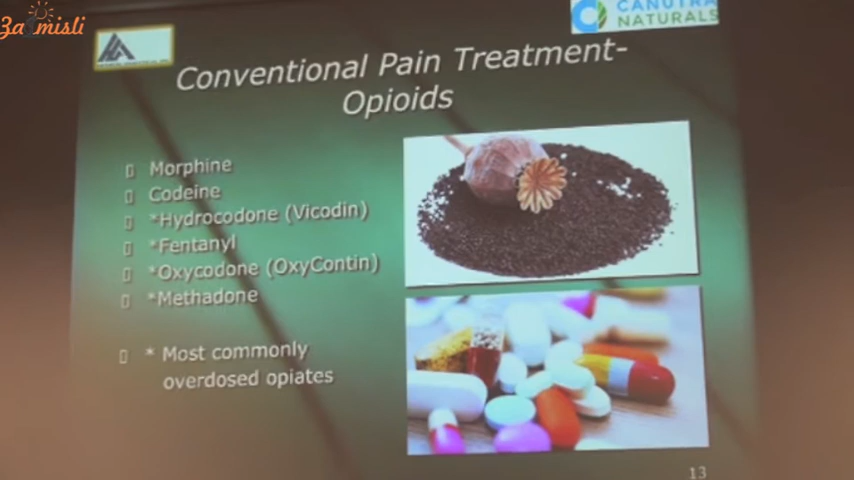 Za misli
CANUTRA
NATURALS
Conventional Pain Treatment-
Opioids
Morphine
Codeine
*Hydrocodone (Vicodin)
*Fentanyl
*Oxycodone (OxyContin)
*Methadone
* Most commonly
overdosed opiates
13